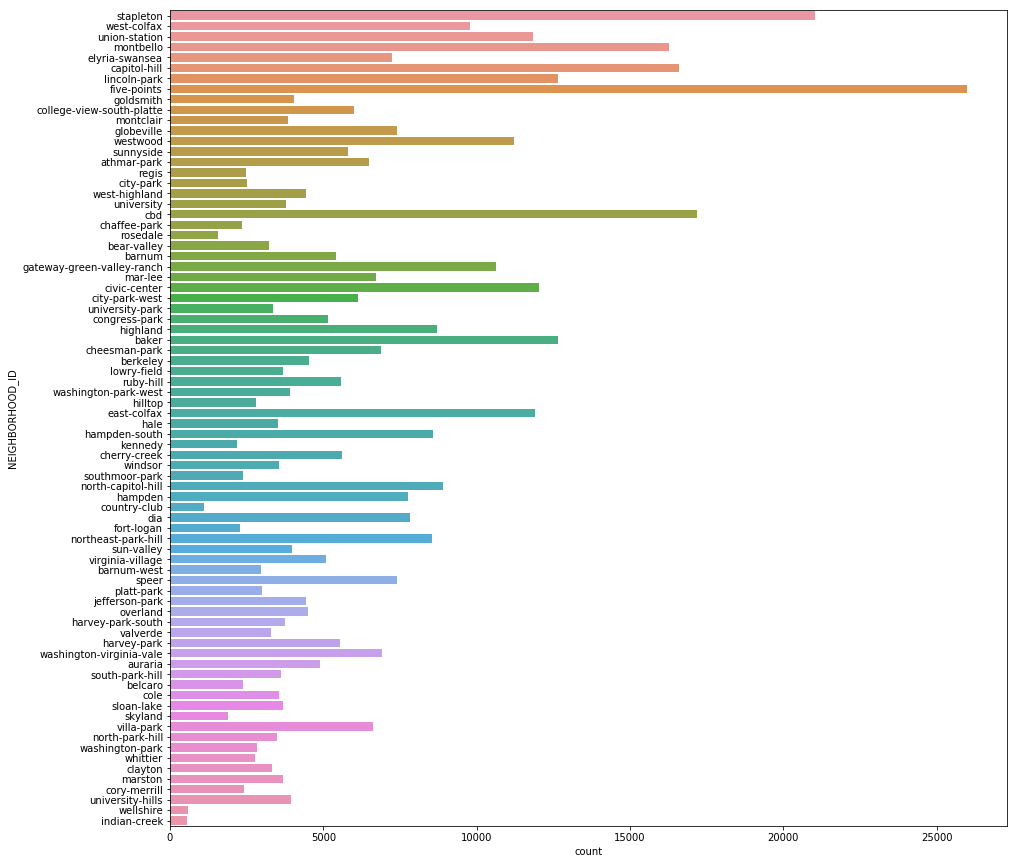 stapleton
west-colfax
union-station
montbello
elyria-swansea
capitol-hill
lincoln-park
five-points
goldsmith
college-view-south-platte
montclair
globeville
westwood
sunnyside
athmar-park
regis
city-park
west-highland
university
cbd
chaffee-park
rosedale
bear-valley
barnum
gateway-green-valley-ranch
mar-lee
civic-center
city-park-west
university-park
congress-park
highland
baker
cheesman-park
berkeley
lowry-field
ruby-hill
washington-park-west
hilltop
east-colfax
hale
hampden-south
kennedy
cherry-creek
windsor
southmoor-park
north-capitol-hill
hampden
country-club
dia
fort-logan
northeast-park-hill
sun-valley
virginia-village
barnum-west
speer
platt-park
jefferson-park
overland
harvey-park-south
valverde
harvey-park
washington-virginia-vale
auraria
south-park-hill
belcaro
cole
sloan-lake
skyland
villa-park
north-park-hill
washington-park
whittier
clayton
marston
cory-merrill
university-hills
wellshire
indian-creek
NEIGHBORHOOD_ID
0 5000 10000 15000 20000 25000
count